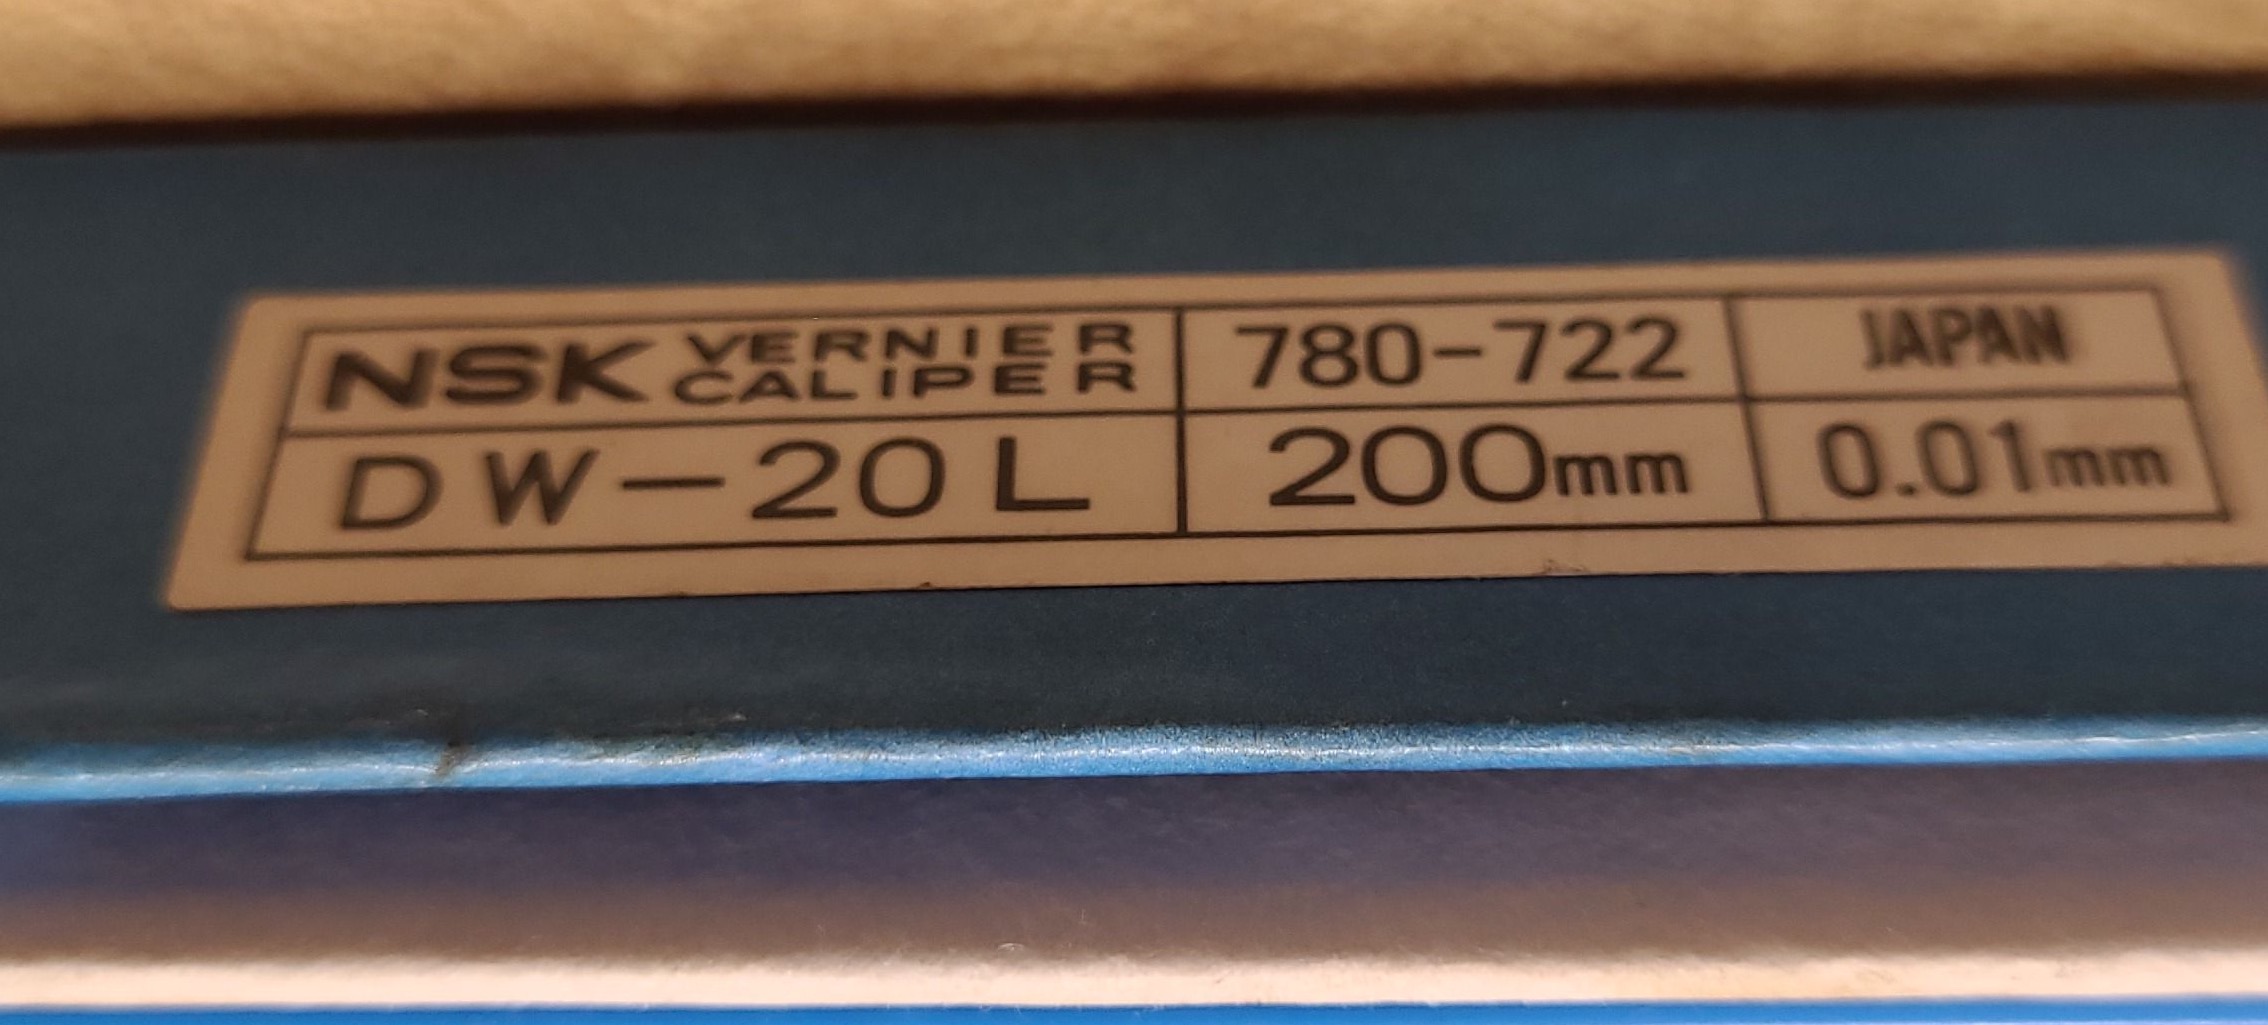 NSK VERNIER CALIPER 780-722 JAPAN
DW-20L 200mm 0.01mm